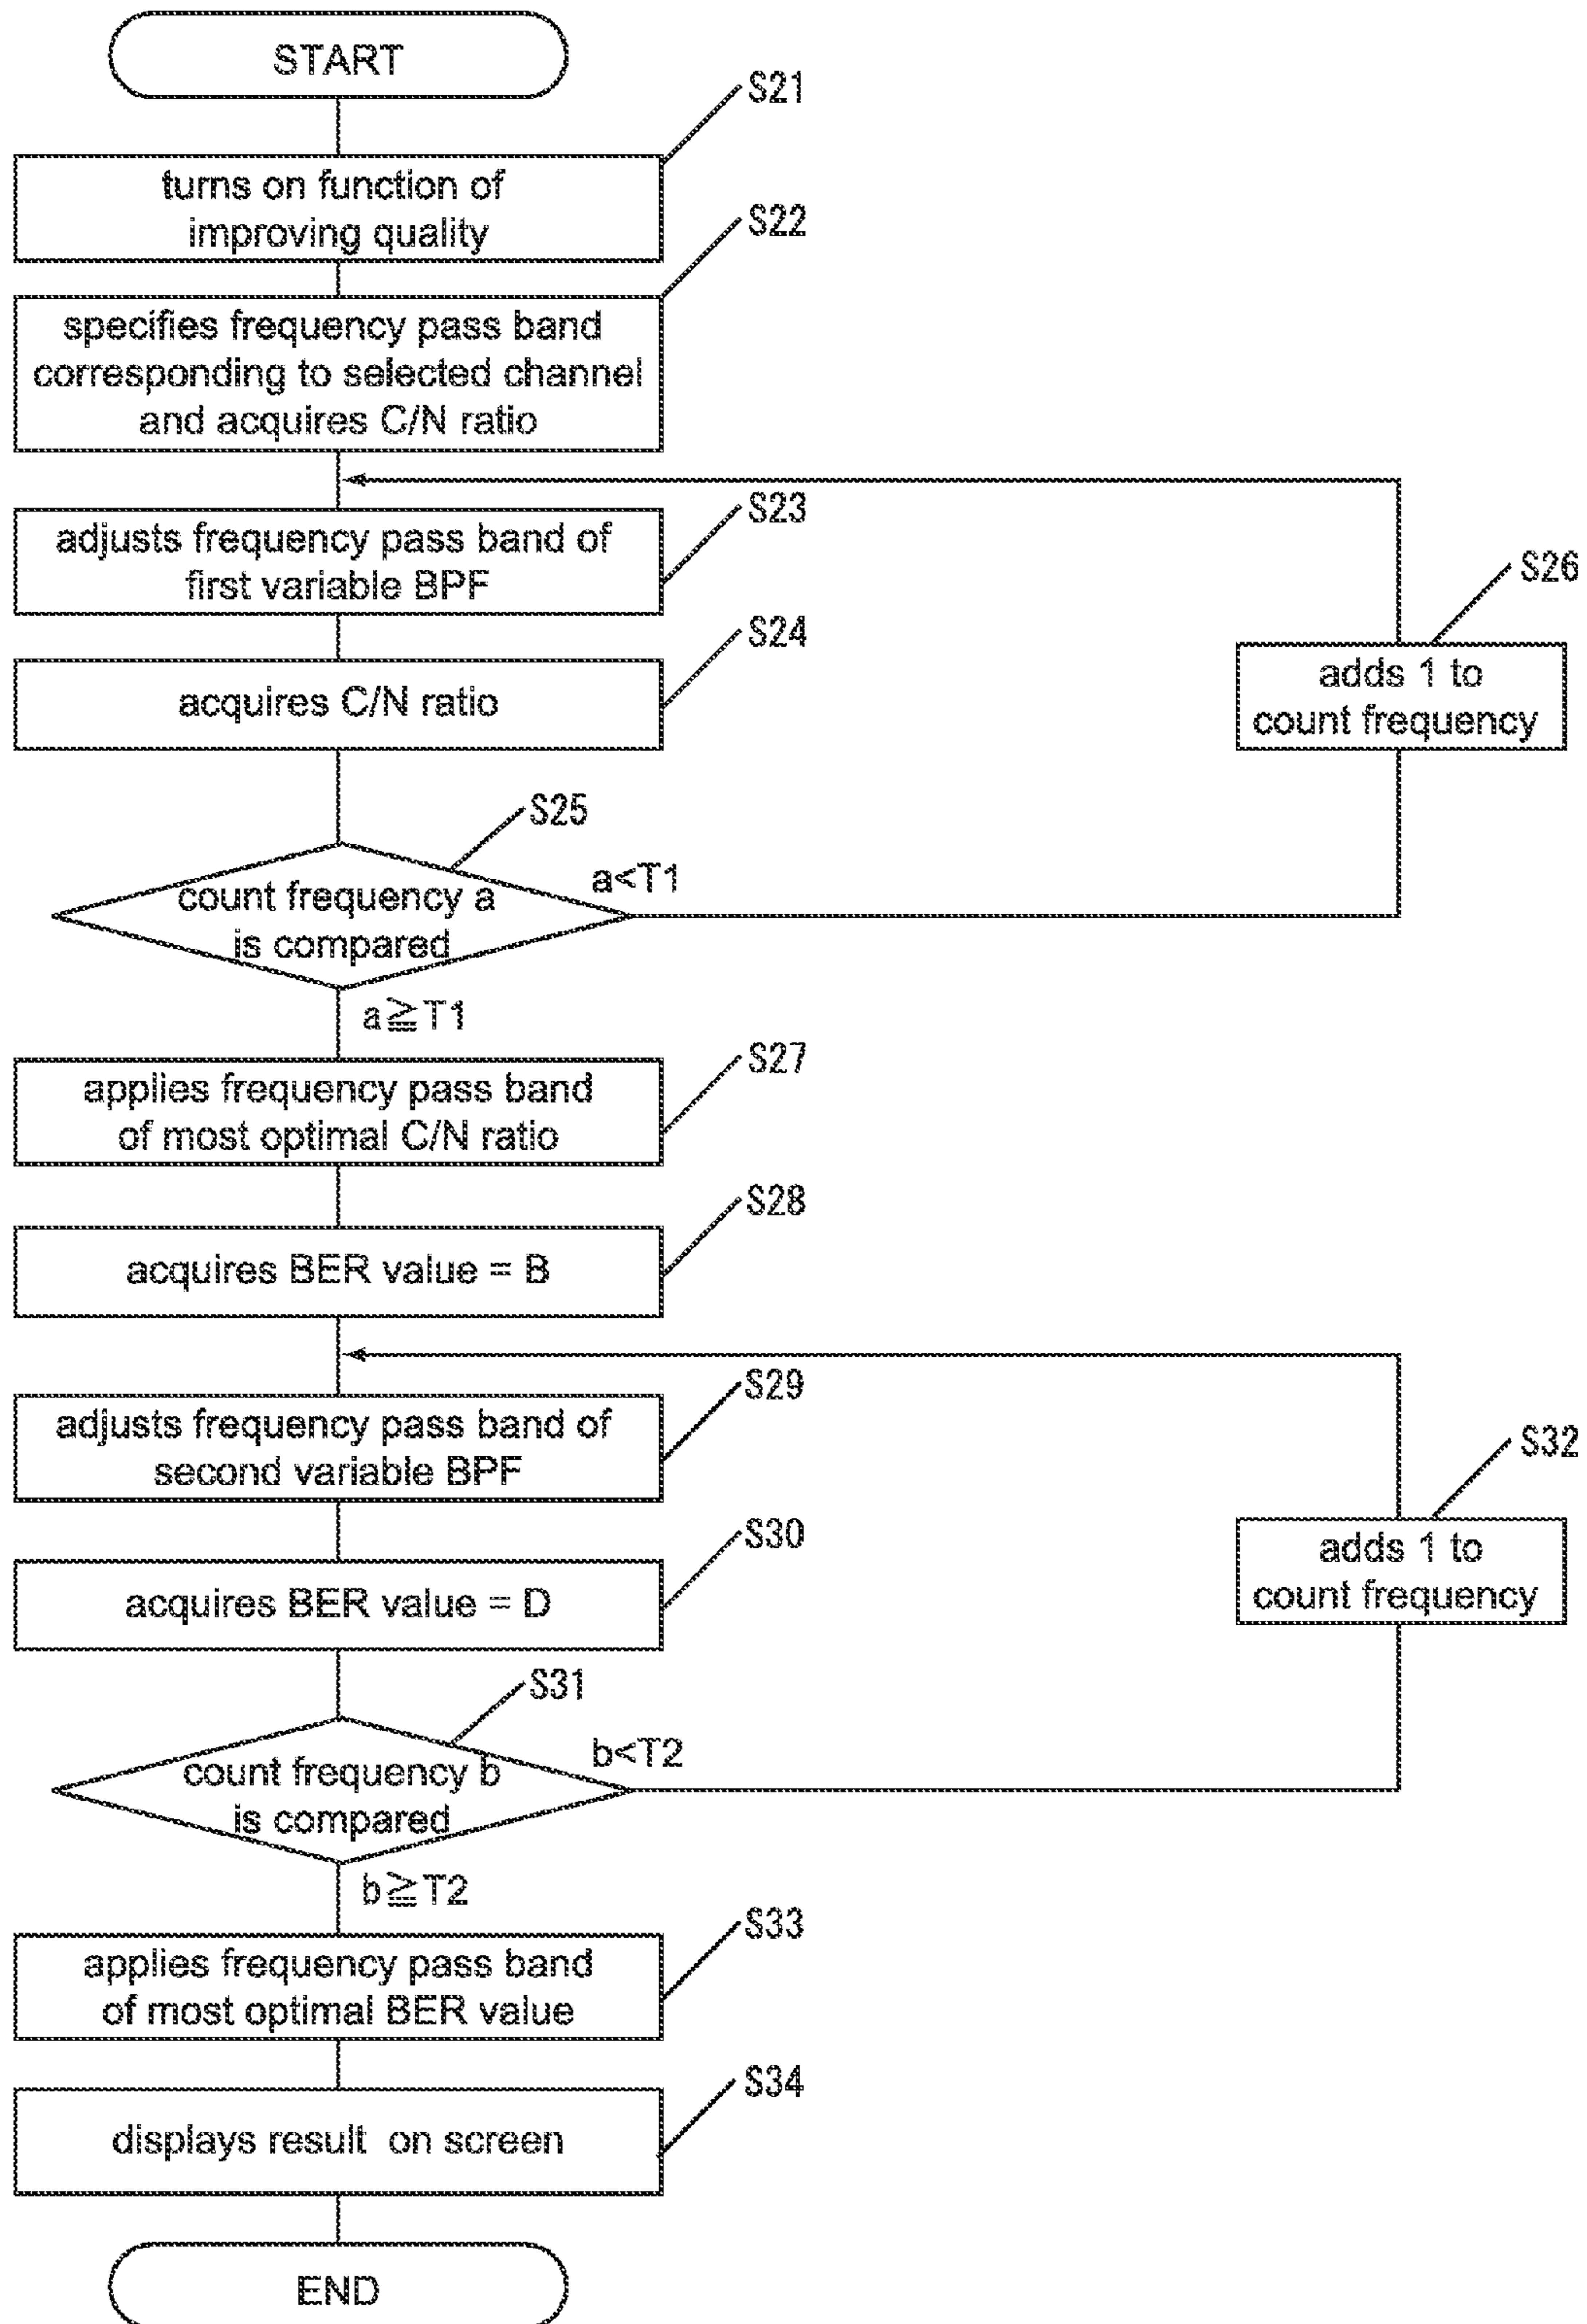 START
S21
turns on function of
improving quality
S22
specifies frequency pass band
corresponding to selected channel
and acquires C/N ratio
S23
adjusts frequency pass band of
first variable BPF
S24
acquires C/N ratio
S26
adds 1 to
count frequency
S25
count frequency a
is compared
a<T1
a≧T1
S27
applies frequency pass band
of most optimal C/N ratio
S28
acquires BER value = B
S29
adjusts frequency pass band of
second variable BPF
S30
acquires BER value = D
S32
adds 1 to
count frequency
S31
count frequency b
is compared
b<T2
b≧T2
S33
applies frequency pass band
of most optimal BER value
S34
displays result on screen
END